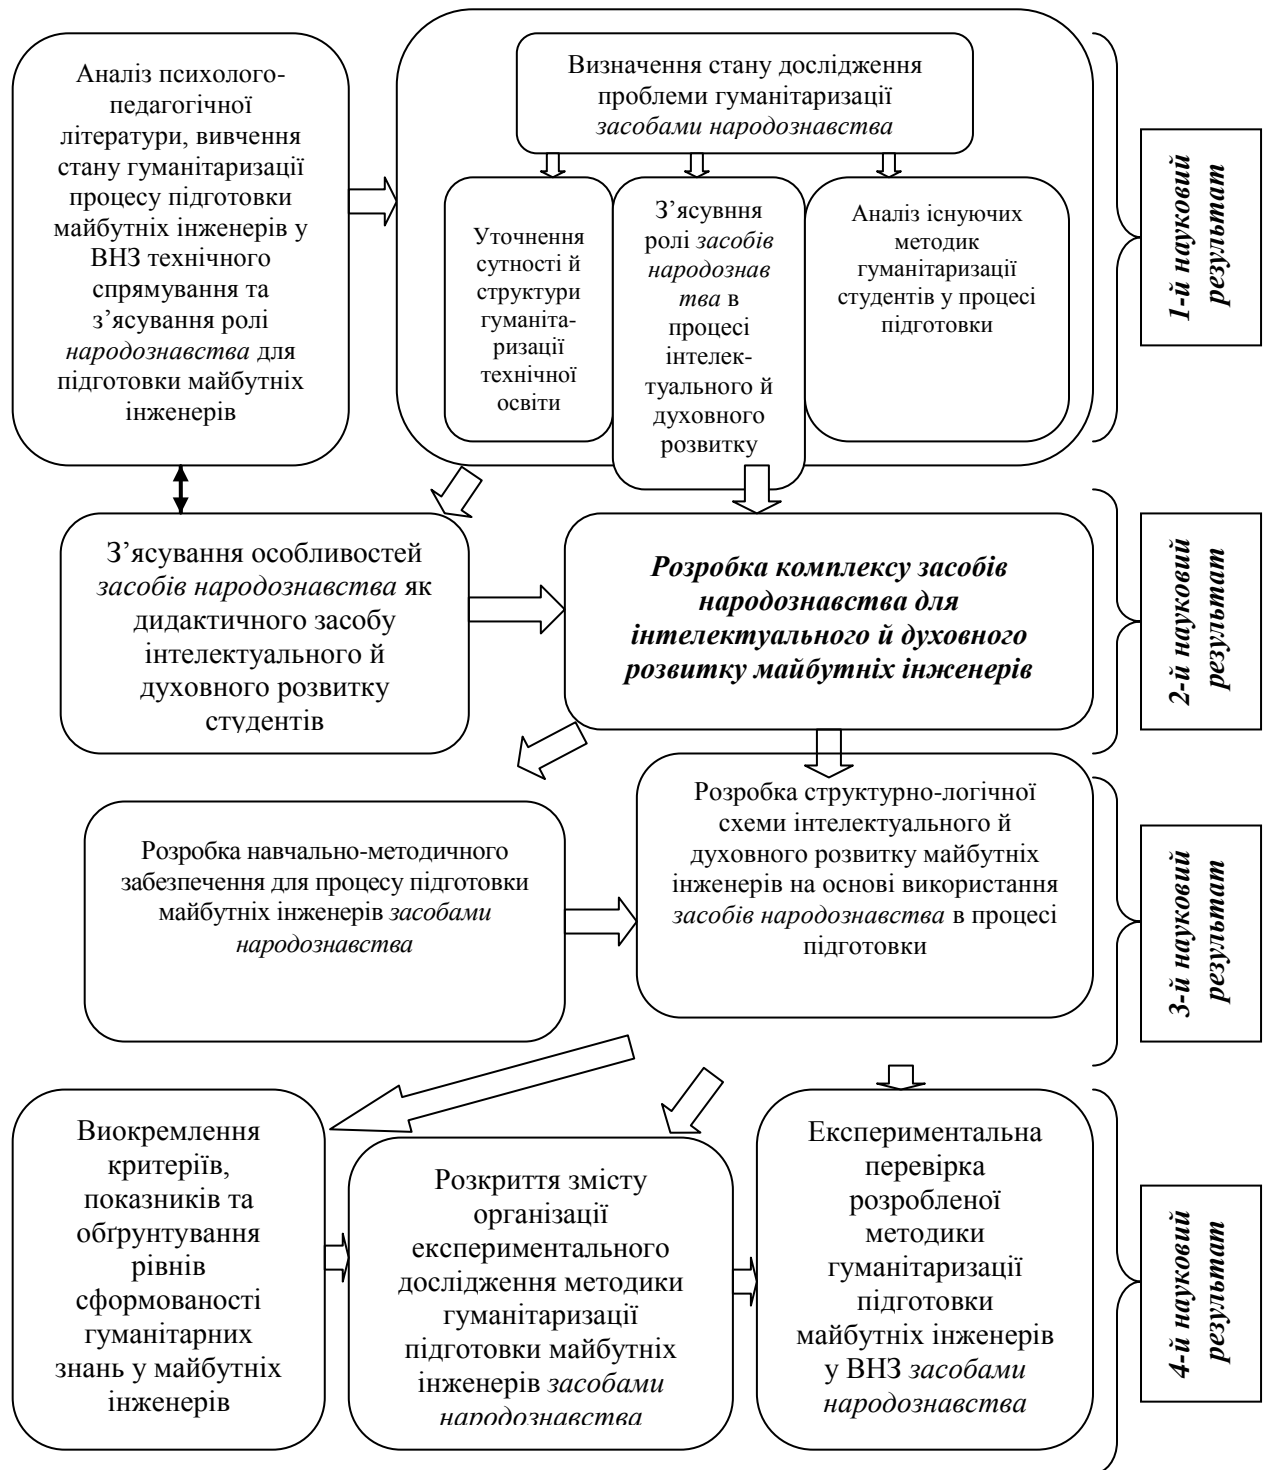 Аналіз психолого-
педагогічної
літератури, вивчення
стану гуманітаризації
процесу підготовки
майбутніх інженерів у
ВНЗ технічного
спрямування та
з’ясування ролі
народознавства для
підготовки майбутніх
інженерів
Визначення стану дослідження
проблеми гуманітаризації
засобами народознавства
Уточнення
сутності й
структури
гуманіта-
ризації
технічної
освіти
З’ясувння
ролі засобів
народознав
тва в
процесі
інтелек-
туального й
духовного
розвитку
Аналіз існуючих
методик
гуманітаризації
студентів у процесі
підготовки
1-й науковий
результат
З’ясування особливостей
засобів народознавства як
дидактичного засобу
інтелектуального й
духовного розвитку
студентів
Розробка комплексу засобів
народознавства для
інтелектуального й духовного
розвитку майбутніх інженерів
2-й науковий
результат
Розробка навчально-методичного
забезпечення для процесу підготовки
майбутніх інженерів засобами
народознавства
Розробка структурно-логічної
схеми інтелектуального й
духовного розвитку майбутніх
інженерів на основі використання
засобів народознавства в процесі
підготовки
3-й науковий
результат
Виокремлення
критеріїв,
показників та
обґрунтування
рівнів
сформованості
гуманітарних
знань у майбутніх
інженерів
Розкриття змісту
організації
експериментального
дослідження методики
гуманітаризації
підготовки майбутніх
інженерів засобами
народознавства
Експериментальна
перевірка
розробленої
методики
гуманітаризації
підготовки
майбутніх інженерів
у ВНЗ засобами
народознавства
4-й науковий
результат